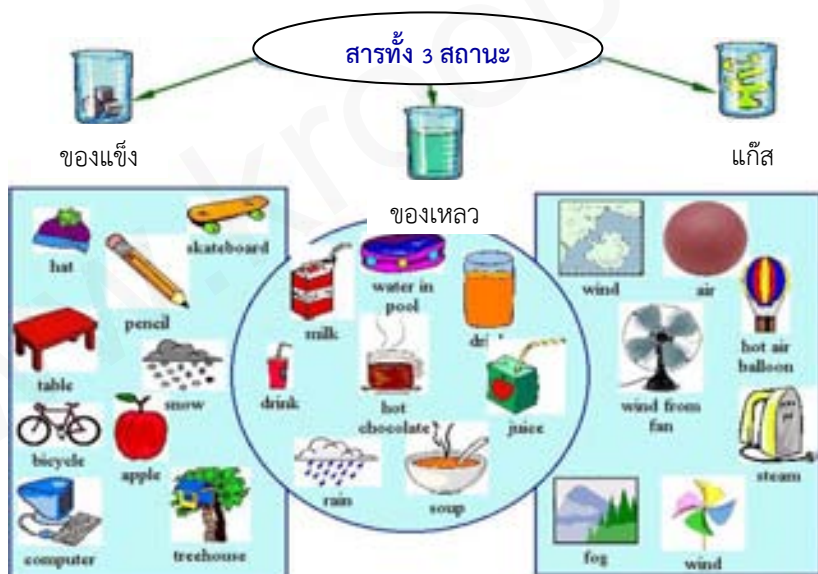 สารทั้ง 3 สถานะ
ของแข็ง
ของเหลว
แก๊ส
hat
skateboard
pencil
table
snow
bicycle
apple
computer
treehouse
milk
water in
pool
drink
hot
chocolate
juice
rain
soup
wind
air
hot air
balloon
wind from
fan
steam
fog
wind